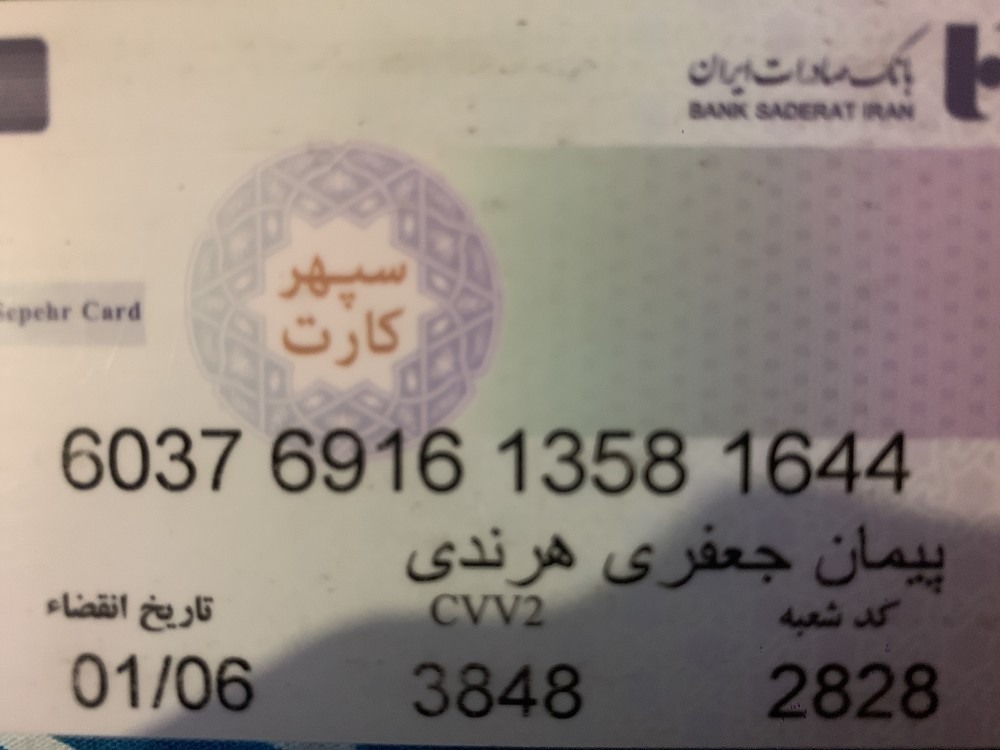 بانک صادرات ایران
BANK SADERAT IRAN
سپهر
کارت
Sepehr Card
6037 6916 1358 1644
پیمان جعفری هرندی
کد شعبه CVV2 تاریخ انقضاء
2828 3848 01/06